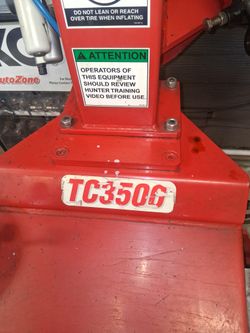 DO NOT LEAN OR REACH
OVER TIRE WHEN INFLATING
ATTENTION
OPERATORS OF
THIS EQUIPMENT
SHOULD REVIEW
HUNTER TRAINING
VIDEO BEFORE USE.
AutoZone
TC3500